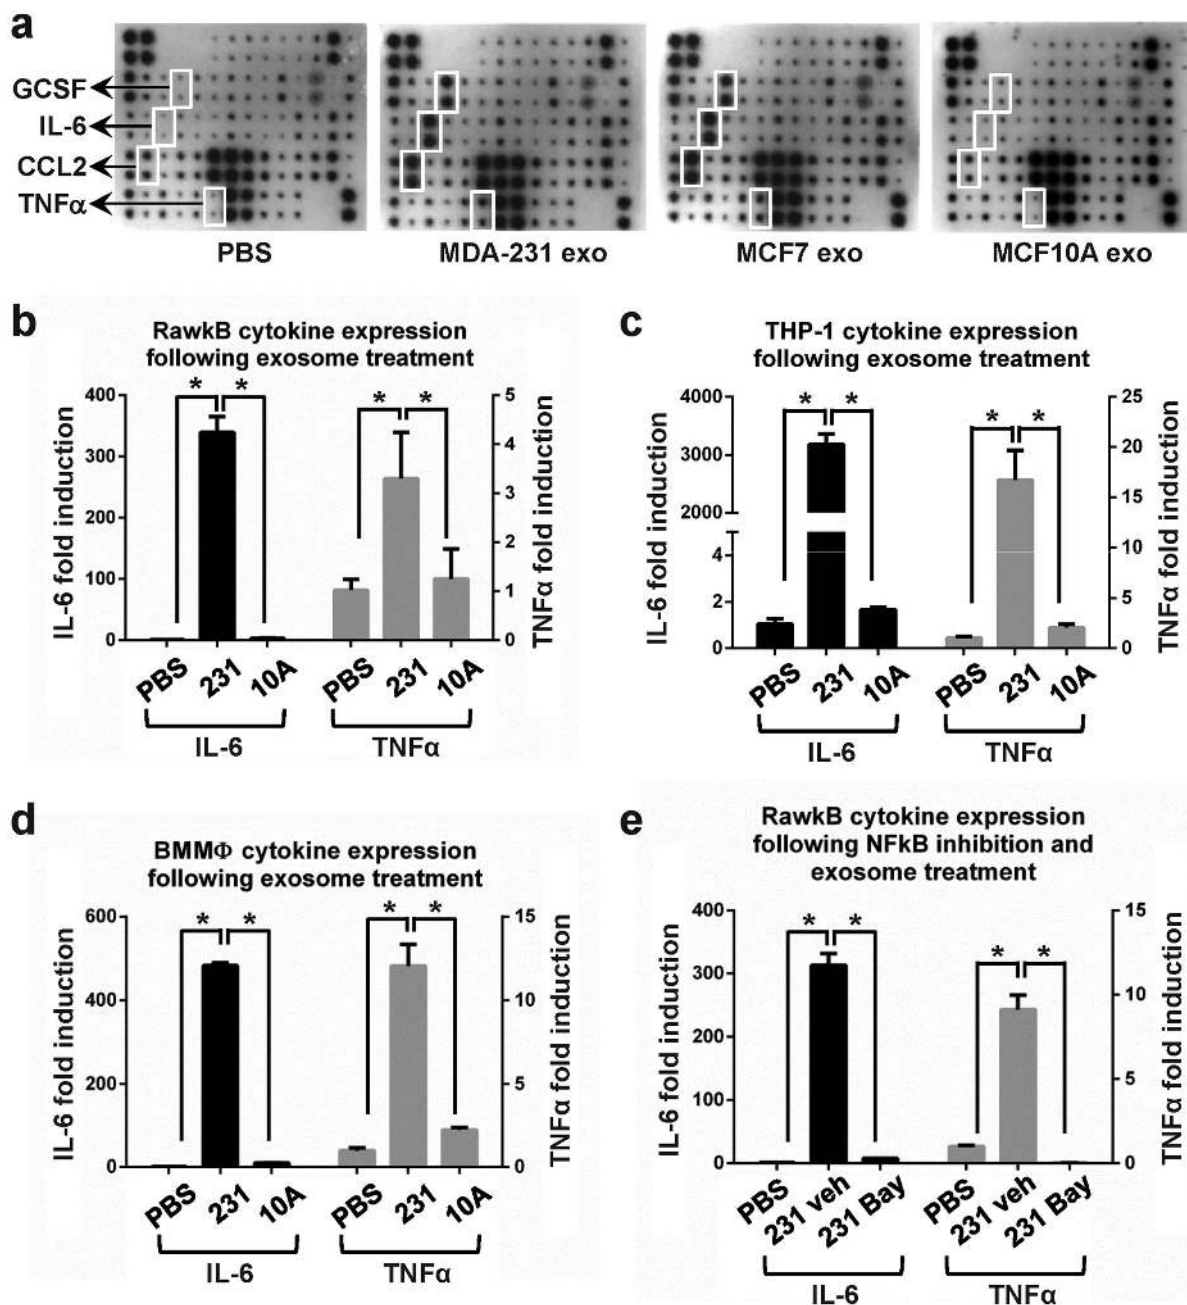 a
GCSF
IL-6
CCL2
TNFα
PBS
MDA-231 exo
MCF7 exo
MCF10A exo
b
RawkB cytokine expression
following exosome treatment
IL-6 fold induction
400
300
200
100
0
* *
* *
5
4
3
2
1
0
TNFα fold induction
PBS
231
10A
PBS
231
10A
IL-6
TNFα
c
THP-1 cytokine expression
following exosome treatment
IL-6 fold induction
4000
3000
2000
4
2
0
* *
* *
25
20
15
10
5
0
TNFα fold induction
PBS
231
10A
PBS
231
10A
IL-6
TNFα
d
BMMΦ cytokine expression
following exosome treatment
IL-6 fold induction
600
400
200
0
* *
* *
15
10
5
0
TNFα fold induction
PBS
231
10A
PBS
231
10A
IL-6
TNFα
e
RawkB cytokine expression
following NFkB inhibition and
exosome treatment
IL-6 fold induction
400
300
200
100
0
* *
* *
15
10
5
0
TNFα fold induction
PBS
231 veh
231 Bay
PBS
231 veh
231 Bay
IL-6
TNFα